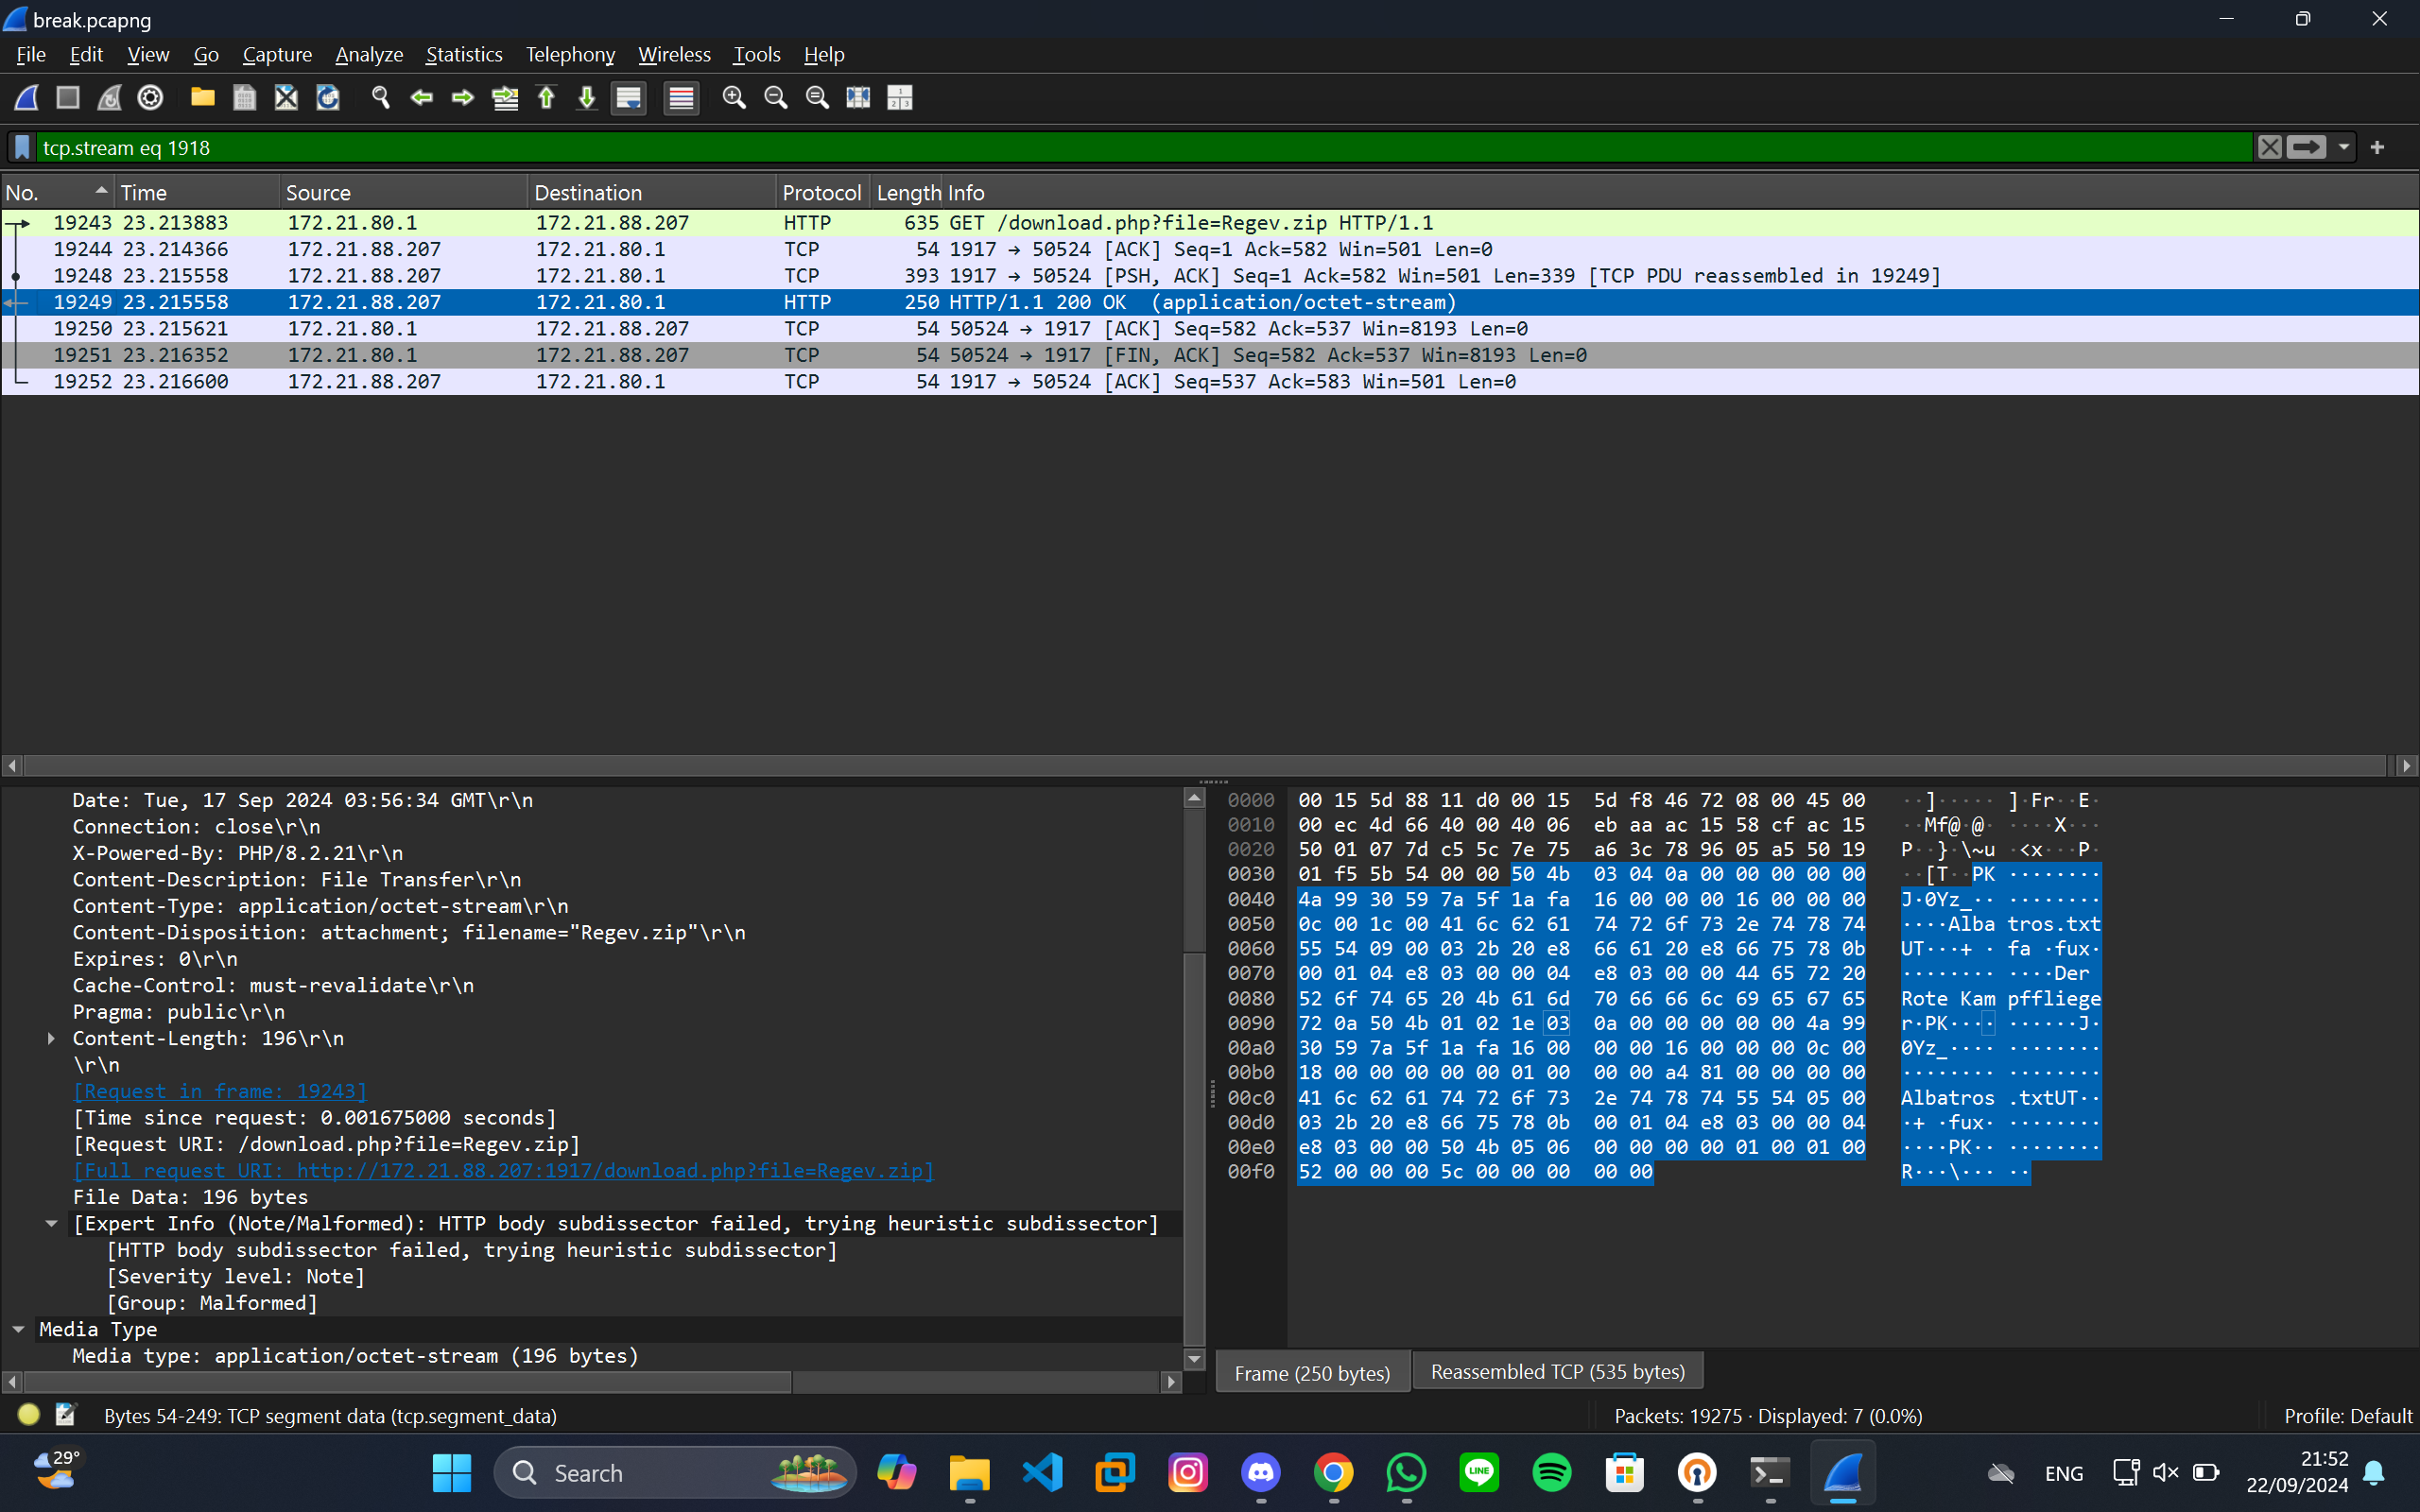 break.pcapng
File Edit View Go Capture Analyze Statistics Telephony Wireless Tools Help
tcp.stream eq 1918
No. Time Source Destination Protocol Length Info
19243 23.213883 172.21.80.1 172.21.88.207 HTTP 635 GET /download.php?file=Regev.zip HTTP/1.1
19244 23.214366 172.21.88.207 172.21.80.1 TCP 54 1917 → 50524 [ACK] Seq=1 Ack=582 Win=501 Len=0
19248 23.215558 172.21.88.207 172.21.80.1 TCP 393 1917 → 50524 [PSH, ACK] Seq=1 Ack=582 Win=501 Len=339 [TCP PDU reassembled in 19249]
19249 23.215558 172.21.88.207 172.21.80.1 HTTP 250 HTTP/1.1 200 OK (application/octet-stream)
19250 23.215621 172.21.80.1 172.21.88.207 TCP 54 50524 → 1917 [ACK] Seq=582 Ack=537 Win=8193 Len=0
19251 23.216352 172.21.80.1 172.21.88.207 TCP 54 50524 → 1917 [FIN, ACK] Seq=582 Ack=537 Win=8193 Len=0
19252 23.216600 172.21.88.207 172.21.80.1 TCP 54 1917 → 50524 [ACK] Seq=537 Ack=583 Win=501 Len=0
Date: Tue, 17 Sep 2024 03:56:34 GMT\r\n
Connection: close\r\n
X-Powered-By: PHP/8.2.21\r\n
Content-Description: File Transfer\r\n
Content-Type: application/octet-stream\r\n
Content-Disposition: attachment; filename="Regev.zip"\r\n
Expires: 0\r\n
Cache-Control: must-revalidate\r\n
Pragma: public\r\n
Content-Length: 196\r\n
\r\n
[Request in frame: 19243]
[Time since request: 0.001675000 seconds]
[Request URI: /download.php?file=Regev.zip]
[Full request URI: http://172.21.88.207:1917/download.php?file=Regev.zip]
File Data: 196 bytes
[Expert Info (Note/Malformed): HTTP body subdissector failed, trying heuristic subdissector]
[HTTP body subdissector failed, trying heuristic subdissector]
[Severity level: Note]
[Group: Malformed]
Media Type
Media type: application/octet-stream (196 bytes)
0000 00 15 5d 88 11 d0 00 15 5d f8 46 72 08 00 45 00 ··]····· ]·Fr··E·
0010 00 ec 4d 66 40 00 40 06 eb aa ac 15 58 cf ac 15 ··Mf@·@· ····X···
0020 50 01 07 7d c5 5c 7e 75 a6 3c 78 96 05 a5 50 19 P··}·\~u ·<x···P·
0030 01 f5 5b 54 00 00 50 4b 03 04 0a 00 00 00 00 00 ··[T··PK ········
0040 4a 99 30 59 7a 5f 1a fa 16 00 00 00 16 00 00 00 J·0Yz_·· ········
0050 0c 00 1c 00 41 6c 62 61 74 72 6f 73 2e 74 78 74 ····Alba tros.txt
0060 55 54 09 00 03 2b 20 e8 66 61 20 e8 66 75 78 0b UT···+ · fa ·fux·
0070 00 01 04 e8 03 00 00 04 e8 03 00 00 44 65 72 20 ········ ····Der
0080 52 6f 74 65 20 4b 61 6d 70 66 66 6c 69 65 67 65 Rote Kam pffliege
0090 72 0a 50 4b 01 02 1e 03 0a 00 00 00 00 00 4a 99 r·PK···· ······J·
00a0 30 59 7a 5f 1a fa 16 00 00 00 16 00 00 00 0c 00 0Yz_···· ········
00b0 18 00 00 00 00 00 01 00 00 00 a4 81 00 00 00 00 ········ ········
00c0 41 6c 62 61 74 72 6f 73 2e 74 78 74 55 54 05 00 Albatros .txtUT··
00d0 03 2b 20 e8 66 75 78 0b 00 01 04 e8 03 00 00 04 ·+ ·fux· ········
00e0 e8 03 00 00 50 4b 05 06 00 00 00 00 01 00 01 00 ····PK·· ········
00f0 52 00 00 00 5c 00 00 00 00 00 R···\··· ··
Frame (250 bytes) Reassembled TCP (535 bytes)
Bytes 54-249: TCP segment data (tcp.segment_data) Packets: 19275 · Displayed: 7 (0.0%) Profile: Default
29° Search LINE ENG 21:52
22/09/2024